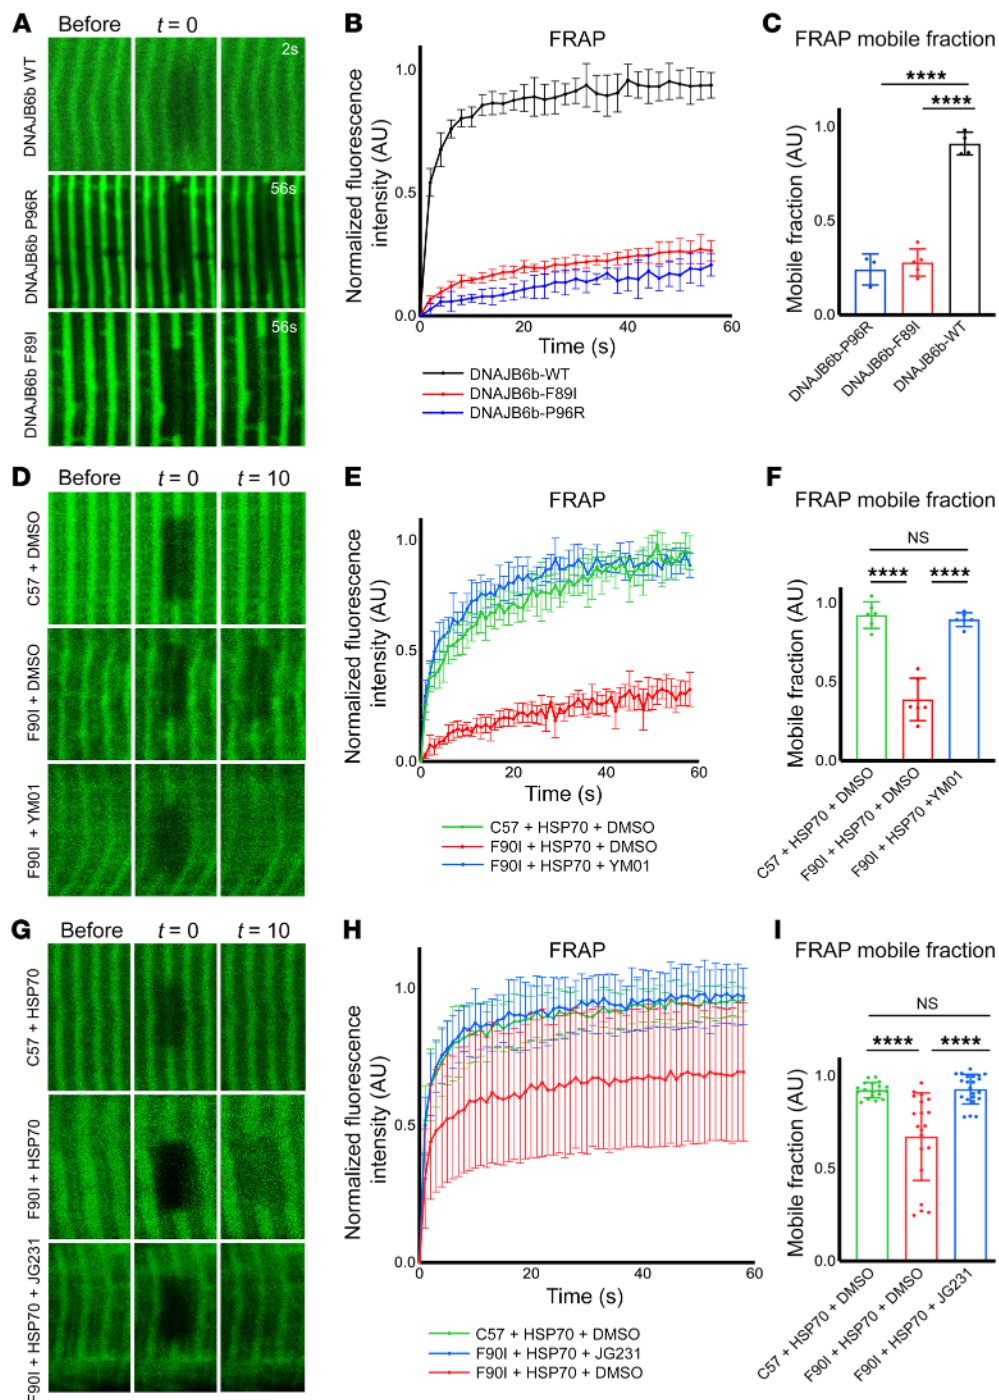 A
Before
t = 0
2s
DNAJB6b WT
56s
DNAJB6b P96R
56s
DNAJB6b F89I
B
FRAP
Normalized fluorescence
intensity (AU)
1.0
0.5
0.0
0
20
40
60
Time (s)
DNAJB6b-WT
DNAJB6b-F89I
DNAJB6b-P96R
C
FRAP mobile fraction
****
****
Mobile fraction (AU)
1.0
0.5
0.0
DNAJB6b-P96R
DNAJB6b-F89I
DNAJB6b-WT
D
Before
t = 0
t = 10
C57 + DMSO
F90I + DMSO
F90I + YM01
E
FRAP
Normalized fluorescence
intensity (AU)
1.0
0.5
0.0
0
20
40
60
Time (s)
C57 + HSP70 + DMSO
F90I + HSP70 + DMSO
F90I + HSP70 + YM01
F
FRAP mobile fraction
NS
****
****
Mobile fraction (AU)
1.0
0.5
0.0
C57 + HSP70 + DMSO
F90I + HSP70 + DMSO
F90I + HSP70 +YM01
G
Before
t = 0
t = 10
C57 + HSP70
F90I + HSP70
F90I + HSP70 + JG231
H
FRAP
Normalized fluorescence
intensity (AU)
1.0
0.5
0.0
0
20
40
60
Time (s)
C57 + HSP70 + DMSO
F90I + HSP70 + JG231
F90I + HSP70 + DMSO
I
FRAP mobile fraction
NS
****
****
Mobile fraction (AU)
1.0
0.5
0.0
C57 + HSP70 + DMSO
F90I + HSP70 + DMSO
F90I + HSP70 + JG231